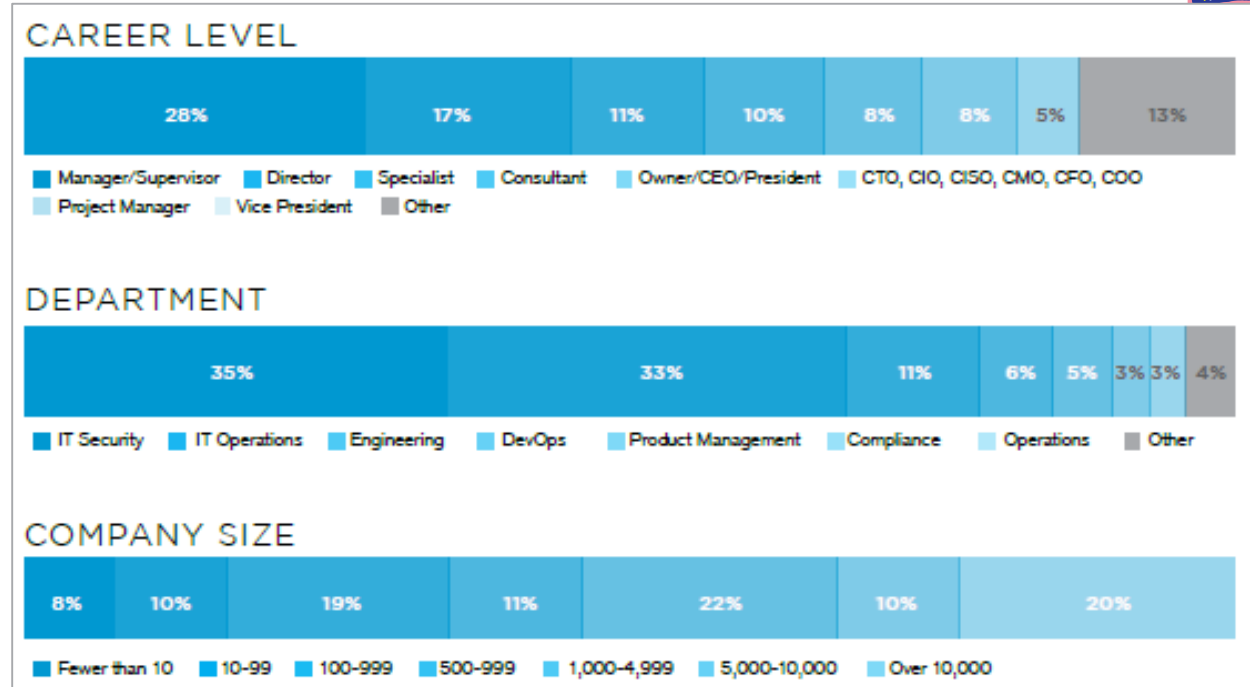 CAREER LEVEL
28% 17% 11% 10% 8% 8% 5% 13%
Manager/Supervisor Director Specialist Consultant Owner/CEO/President CTO, CIO, CISO, CMO, CFO, COO
Project Manager Vice President Other
DEPARTMENT
35% 33% 11% 6% 5% 3% 3% 4%
IT Security IT Operations Engineering DevOps Product Management Compliance Operations Other
COMPANY SIZE
8% 10% 19% 11% 22% 10% 20%
Fewer than 10 10-99 100-999 500-999 1,000-4,999 5,000-10,000 Over 10,000